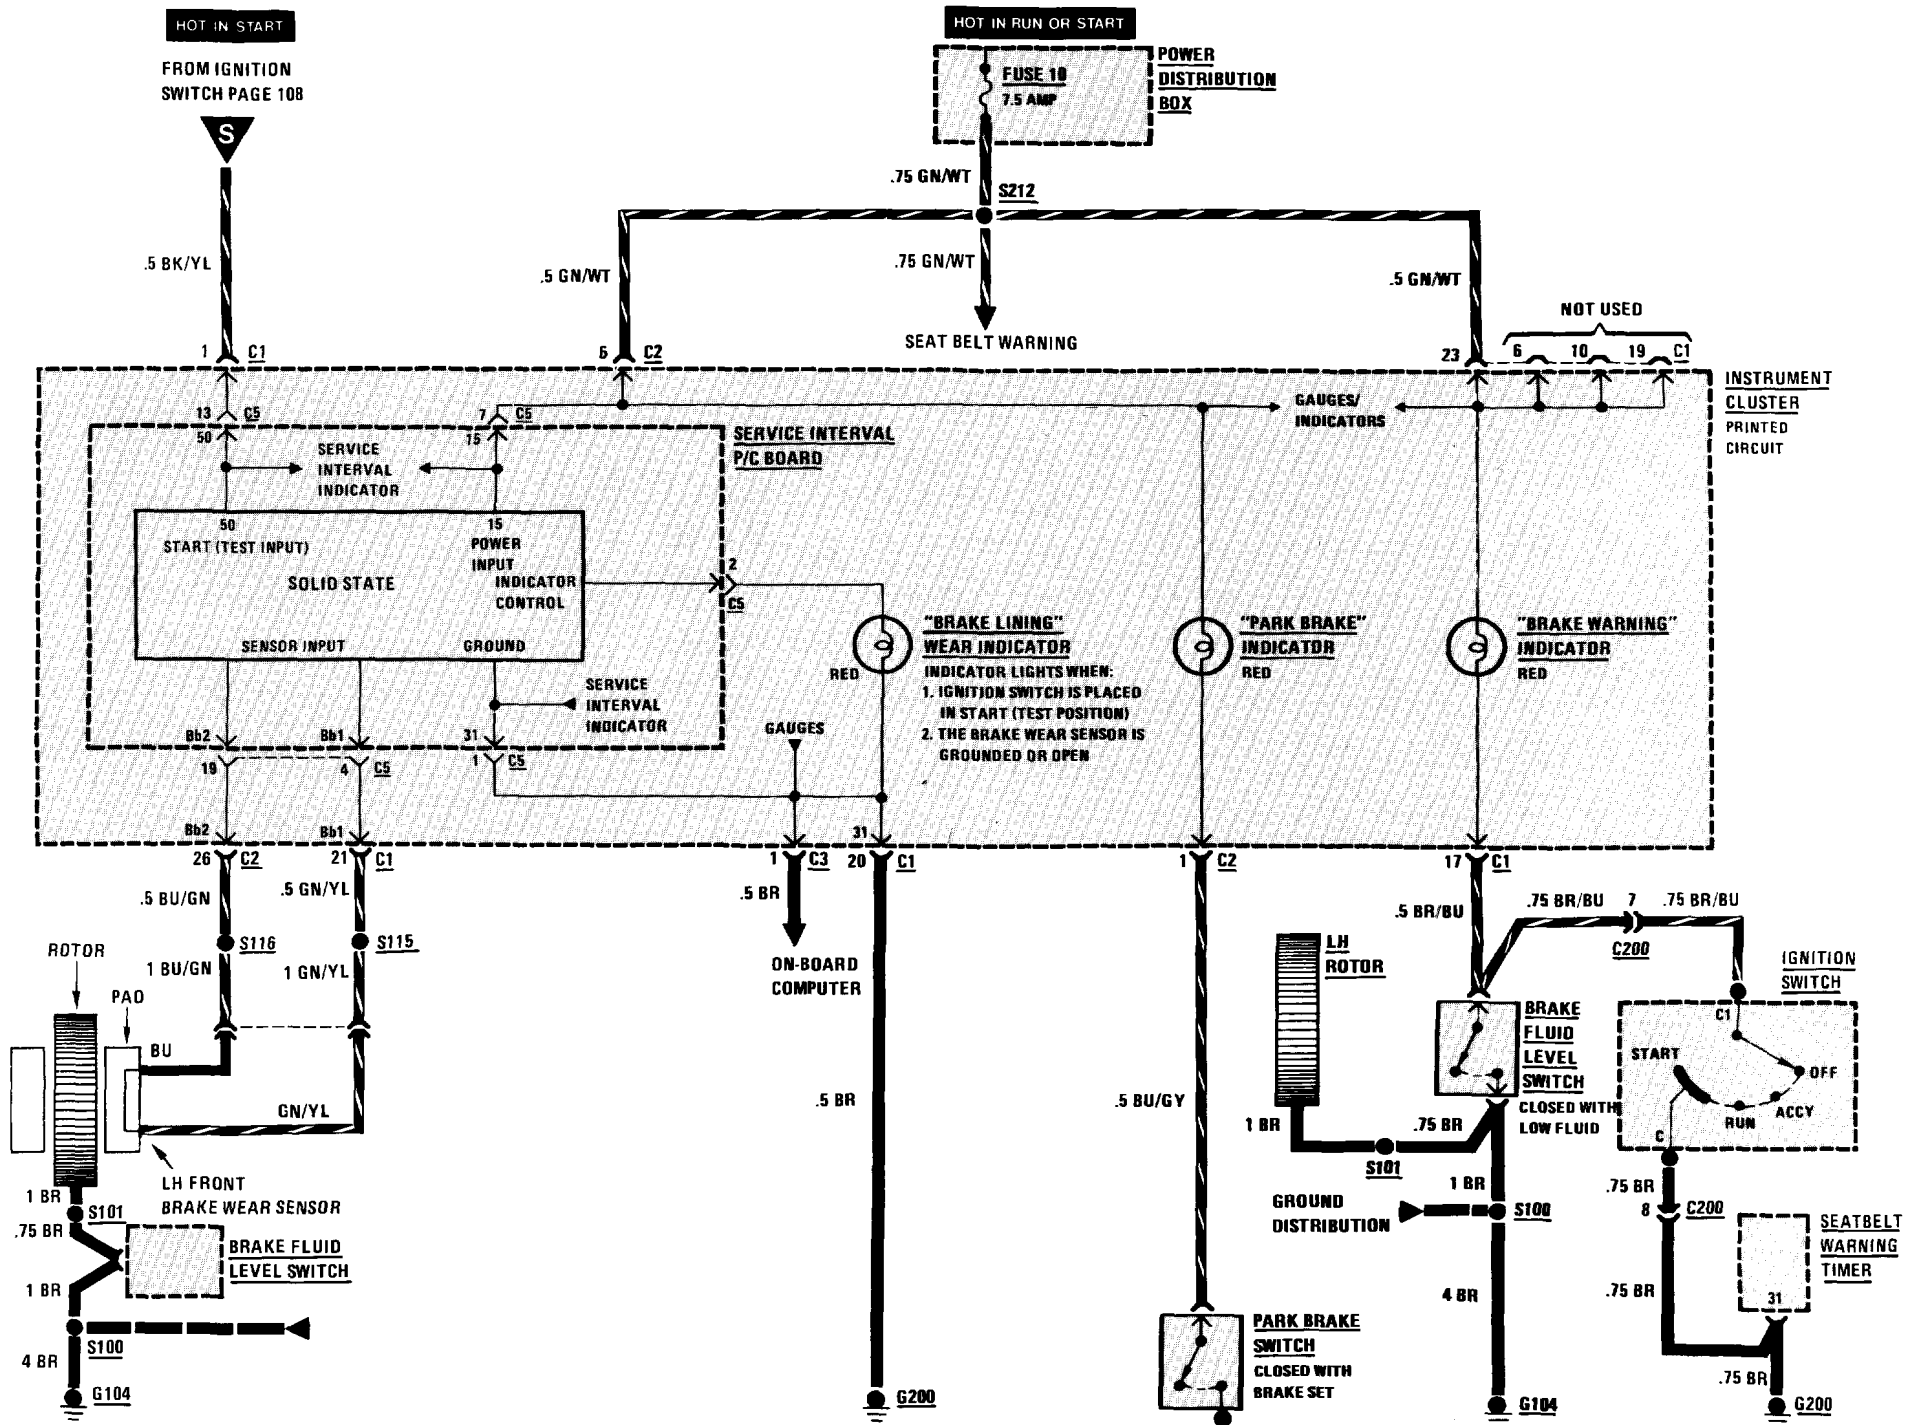 HOT IN START
FROM IGNITION
SWITCH PAGE 108
S
HOT IN RUN OR START
FUSE 10
7.5 AMP
POWER
DISTRIBUTION
BOX
.75 GN/WT
S212
.5 BK/YL
.5 GN/WT
.75 GN/WT
.5 GN/WT
SEAT BELT WARNING
NOT USED
1 C1
6 C2
23
6
10
19
C1
INSTRUMENT
CLUSTER
PRINTED
CIRCUIT
13 C5
7 C5
GAUGES/
INDICATORS
50
15
SERVICE
INTERVAL
INDICATOR
SERVICE INTERVAL
P/C BOARD
50
15
START (TEST INPUT)
POWER
INPUT
SOLID STATE
INDICATOR
CONTROL
2
C5
SENSOR INPUT
GROUND
RED
"BRAKE LINING"
WEAR INDICATOR
INDICATOR LIGHTS WHEN:
1. IGNITION SWITCH IS PLACED
IN START (TEST POSITION)
2. THE BRAKE WEAR SENSOR IS
GROUNDED OR OPEN
"PARK BRAKE"
INDICATOR
RED
"BRAKE WARNING"
INDICATOR
RED
SERVICE
INTERVAL
INDICATOR
GAUGES
Bb2
Bb1
31
19
4 C5
1 C5
Bb2
Bb1
31
26 C2
21 C1
1 C3
20 C1
1 C2
17 C1
.5 BU/GN
.5 GN/YL
.5 BR
.5 BR/BU
.75 BR/BU
7
.75 BR/BU
C200
S116
S115
1 BU/GN
1 GN/YL
ON-BOARD
COMPUTER
ROTOR
PAD
BU
GN/YL
LH FRONT
BRAKE WEAR SENSOR
1 BR
S101
.75 BR
BRAKE FLUID
LEVEL SWITCH
1 BR
S100
4 BR
G104
.5 BR
G200
.5 BU/GY
PARK BRAKE
SWITCH
CLOSED WITH
BRAKE SET
LH
ROTOR
1 BR
S101
.75 BR
BRAKE
FLUID
LEVEL
SWITCH
CLOSED WITH
LOW FLUID
1 BR
GROUND
DISTRIBUTION
S100
4 BR
G104
IGNITION
SWITCH
C1
START
OFF
ACCY
RUN
C
.75 BR
8 C200
.75 BR
SEATBELT
WARNING
TIMER
31
.75 BR
G200